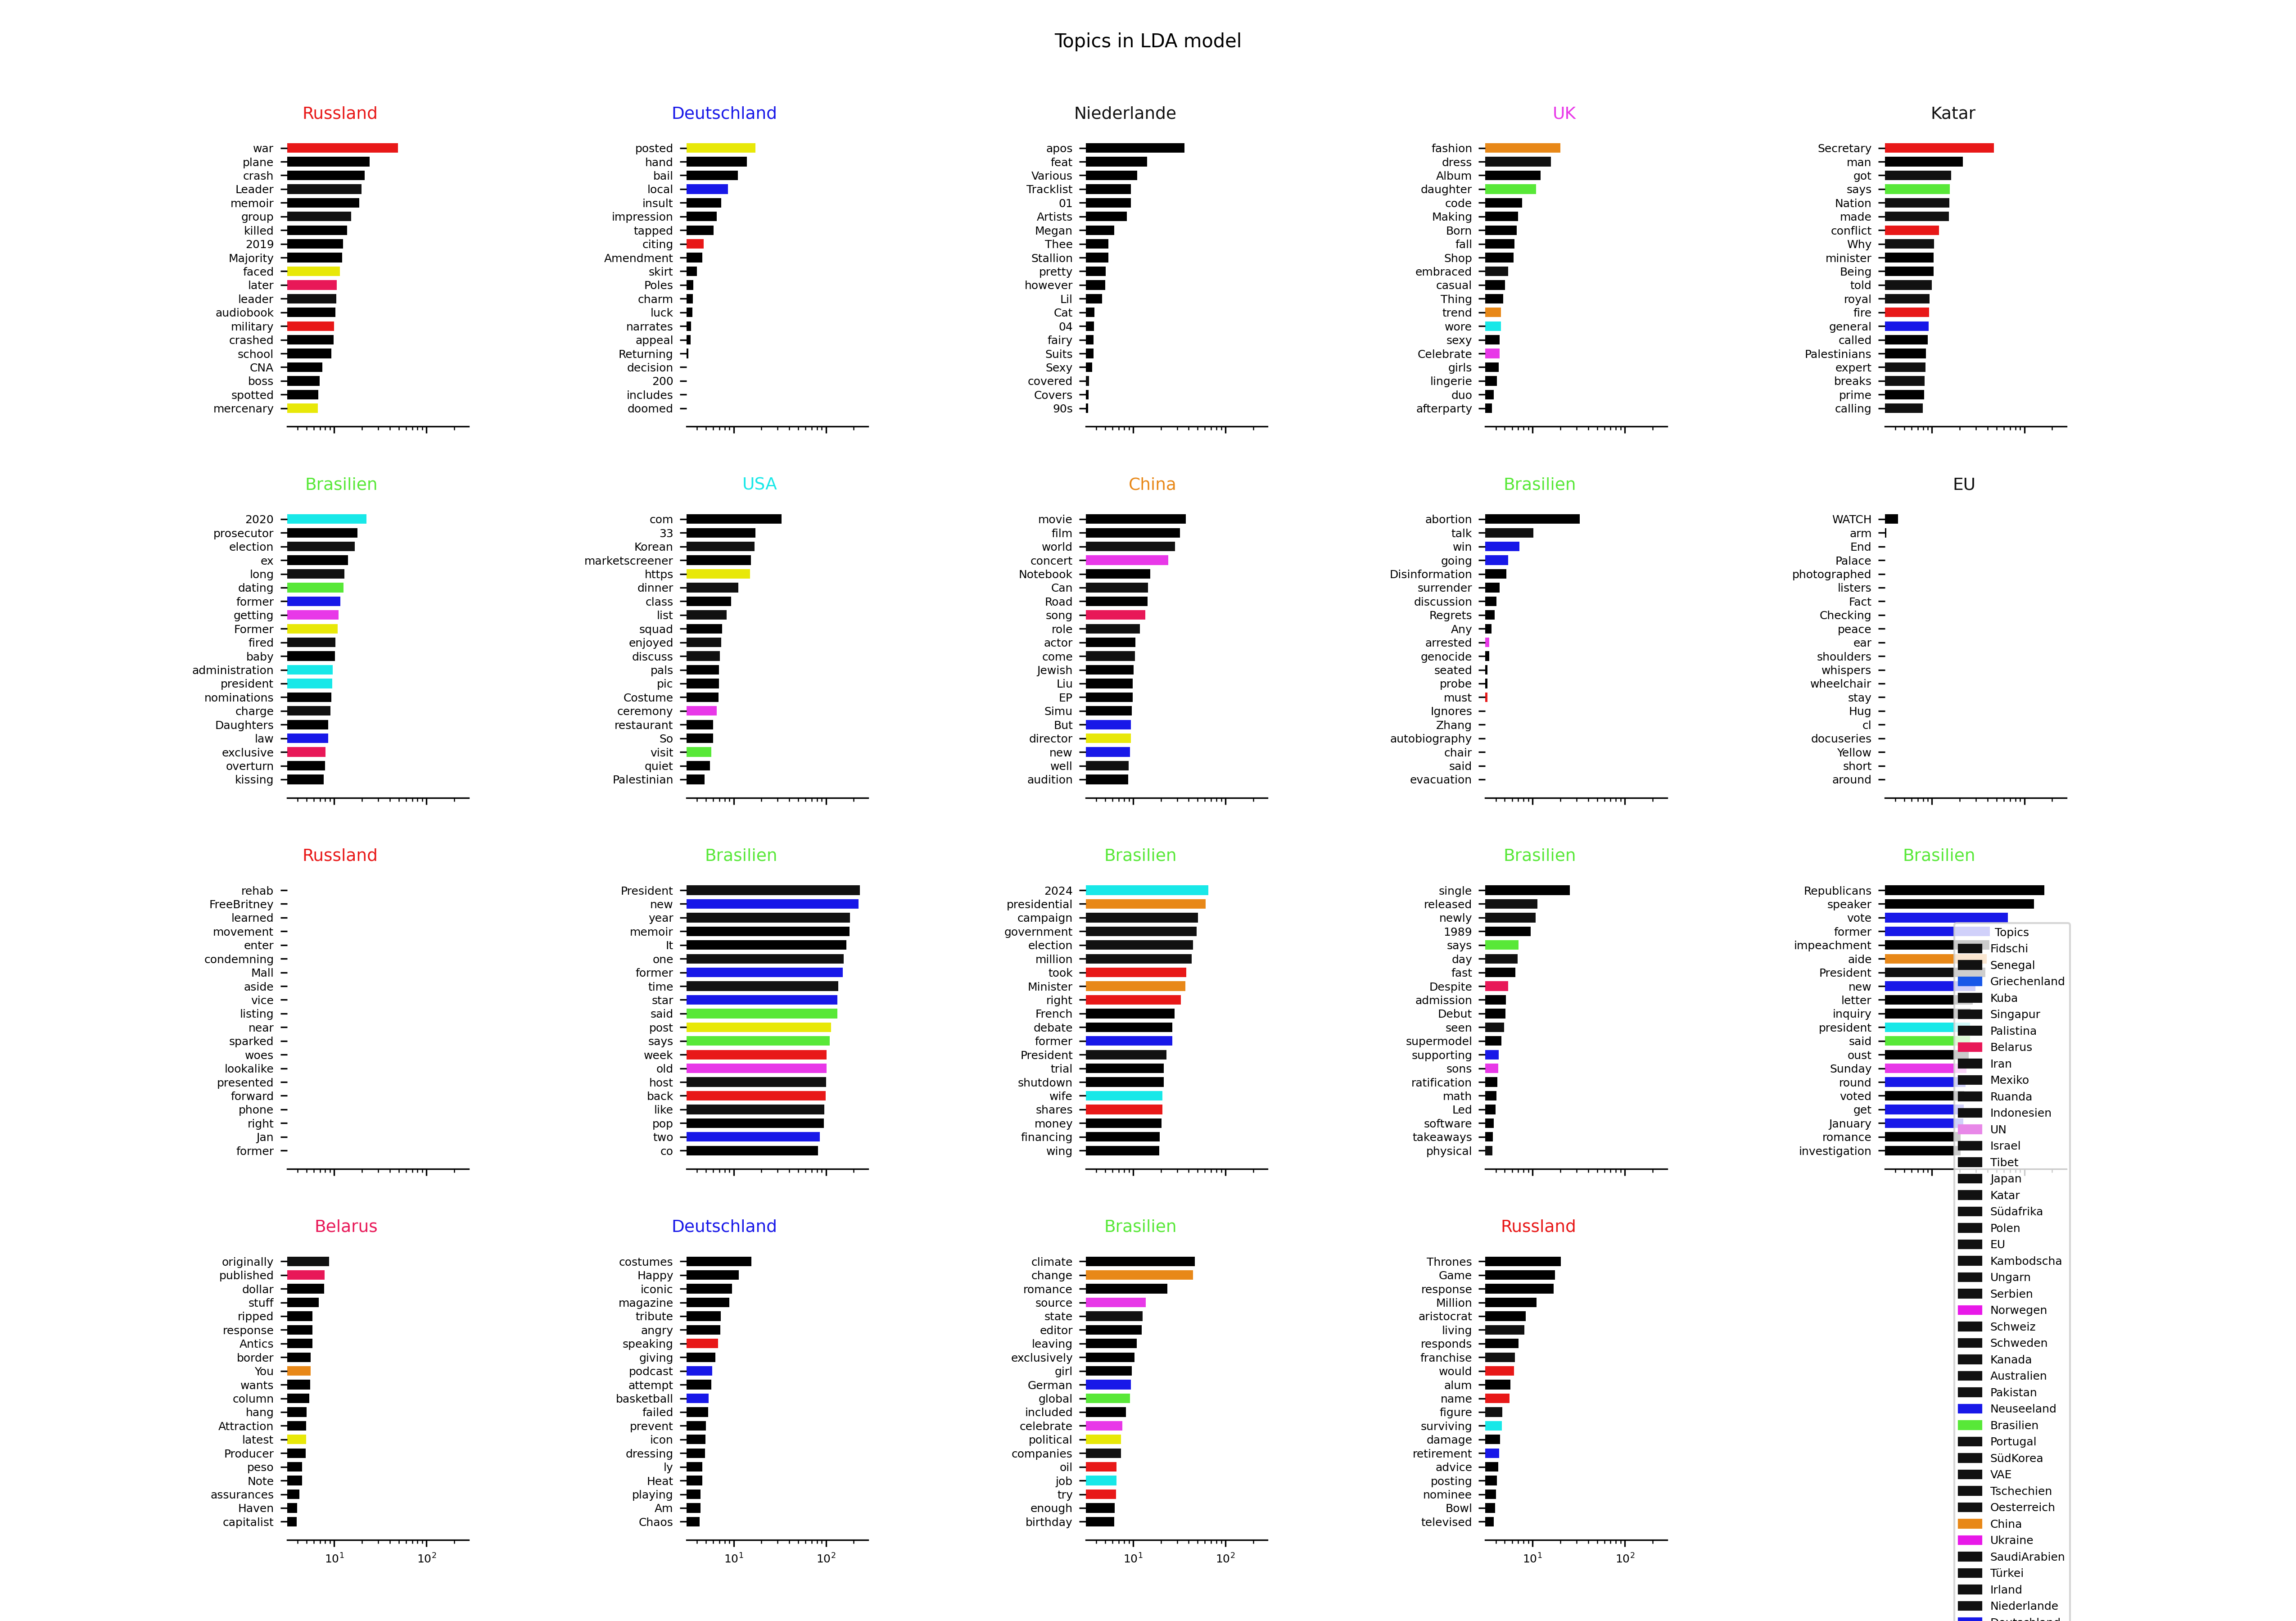 Topics in LDA model
Russland
war
plane
crash
Leader
memoir
group
killed
2019
Majority
faced
later
leader
audiobook
military
crashed
school
CNA
boss
spotted
mercenary
Deutschland
posted
hand
bail
local
insult
impression
tapped
citing
Amendment
skirt
Poles
charm
luck
narrates
appeal
Returning
decision
200
includes
doomed
Niederlande
apos
feat
Various
Tracklist
01
Artists
Megan
Thee
Stallion
pretty
however
Lil
Cat
04
fairy
Suits
Sexy
covered
Covers
90s
UK
fashion
dress
Album
daughter
code
Making
Born
fall
Shop
embraced
casual
Thing
trend
wore
sexy
Celebrate
girls
lingerie
duo
afterparty
Katar
Secretary
man
got
says
Nation
made
conflict
Why
minister
Being
told
royal
fire
general
called
Palestinians
expert
breaks
prime
calling
Brasilien
2020
prosecutor
election
ex
long
dating
former
getting
Former
fired
baby
administration
president
nominations
charge
Daughters
law
exclusive
overturn
kissing
USA
com
33
Korean
marketscreener
https
dinner
class
list
squad
enjoyed
discuss
pals
pic
Costume
ceremony
restaurant
So
visit
quiet
Palestinian
China
movie
film
world
concert
Notebook
Can
Road
song
role
actor
come
Jewish
Liu
EP
Simu
But
director
new
well
audition
Brasilien
abortion
talk
win
going
Disinformation
surrender
discussion
Regrets
Any
arrested
genocide
seated
probe
must
Ignores
Zhang
autobiography
chair
said
evacuation
EU
WATCH
arm
End
Palace
photographed
listers
Fact
Checking
peace
ear
shoulders
whispers
wheelchair
stay
Hug
cl
docuseries
Yellow
short
around
Russland
rehab
FreeBritney
learned
movement
enter
condemning
Mall
aside
vice
listing
near
sparked
woes
lookalike
presented
forward
phone
right
Jan
former
Brasilien
President
new
year
memoir
It
one
former
time
star
said
post
says
week
old
host
back
like
pop
two
co
Brasilien
2024
presidential
campaign
government
election
million
took
Minister
right
French
debate
former
President
trial
shutdown
wife
shares
money
financing
wing
Brasilien
single
released
newly
1989
says
day
fast
Despite
admission
Debut
seen
supermodel
supporting
sons
ratification
math
Led
software
takeaways
physical
Brasilien
Republicans
speaker
vote
former
impeachment
aide
President
new
letter
inquiry
president
said
oust
Sunday
round
voted
get
January
romance
investigation
Belarus
originally
published
dollar
stuff
ripped
response
Antics
border
You
wants
column
hang
Attraction
latest
Producer
peso
Note
assurances
Haven
capitalist
10¹ 10²
Deutschland
costumes
Happy
iconic
magazine
tribute
angry
speaking
giving
podcast
attempt
basketball
failed
prevent
icon
dressing
ly
Heat
playing
Am
Chaos
10¹ 10²
Brasilien
climate
change
romance
source
state
editor
leaving
exclusively
girl
German
global
included
celebrate
political
companies
oil
job
try
enough
birthday
10¹ 10²
Russland
Thrones
Game
response
Million
aristocrat
living
responds
franchise
would
alum
name
figure
surviving
damage
retirement
advice
posting
nominee
Bowl
televised
10¹ 10²
Topics
Fidschi
Senegal
Griechenland
Kuba
Singapur
Palistina
Belarus
Iran
Mexiko
Ruanda
Indonesien
UN
Israel
Tibet
Japan
Katar
Südafrika
Polen
EU
Kambodscha
Ungarn
Serbien
Norwegen
Schweiz
Schweden
Kanada
Australien
Pakistan
Neuseeland
Brasilien
Portugal
SüdKorea
VAE
Tschechien
Oesterreich
China
Ukraine
SaudiArabien
Türkei
Irland
Niederlande